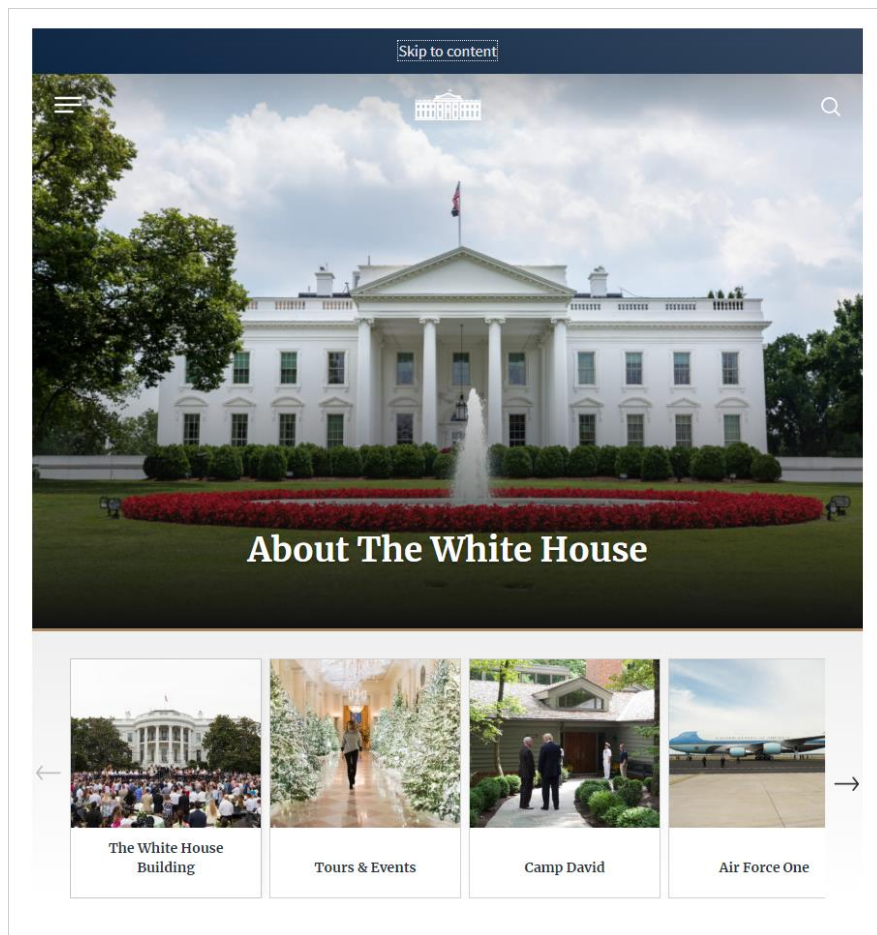 Skip to content
About The White House
The White House
Building
Tours & Events
Camp David
Air Force One